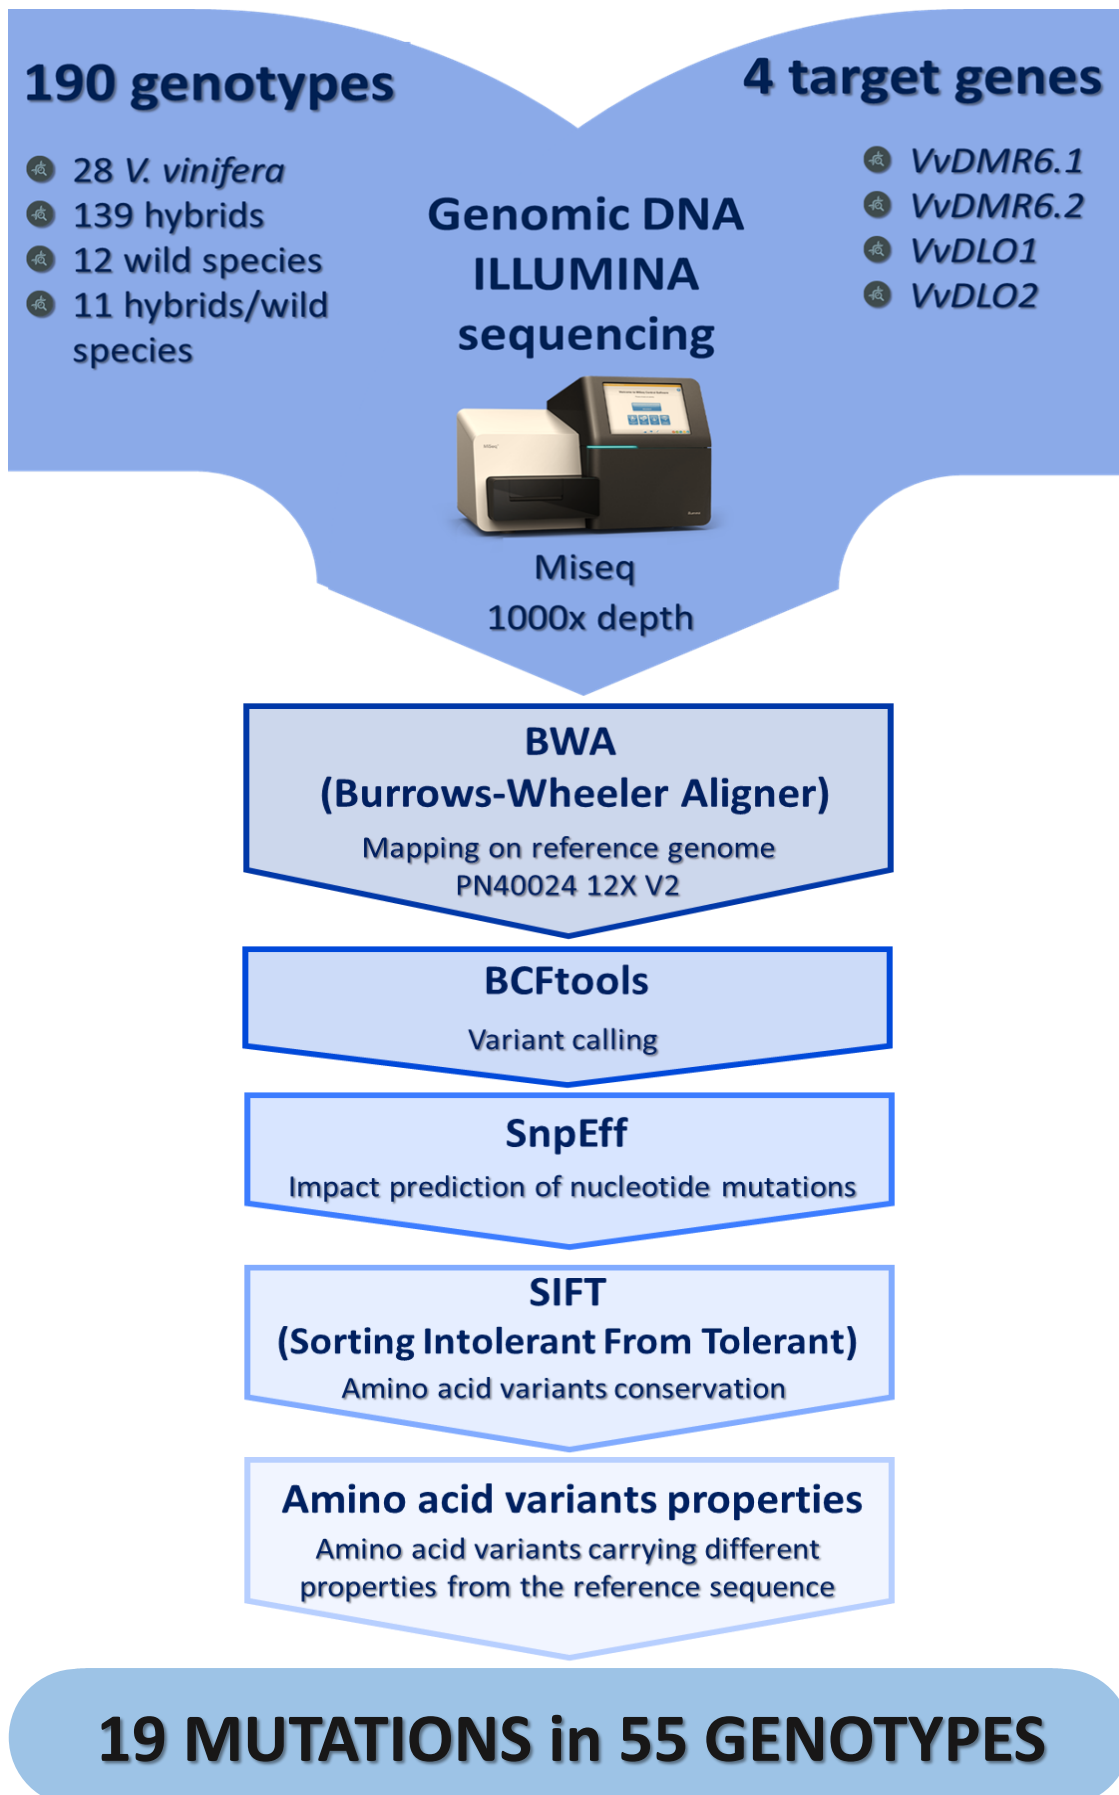 190 genotypes
28 V. vinifera
139 hybrids
12 wild species
11 hybrids/wild
species
4 target genes
VvDMR6.1
VvDMR6.2
VvDLO1
VvDLO2
Genomic DNA
ILLUMINA
sequencing
Miseq
1000x depth
BWA
(Burrows-Wheeler Aligner)
Mapping on reference genome
PN40024 12X V2
BCFtools
Variant calling
SnpEff
Impact prediction of nucleotide mutations
SIFT
(Sorting Intolerant From Tolerant)
Amino acid variants conservation
Amino acid variants properties
Amino acid variants carrying different
properties from the reference sequence
19 MUTATIONS in 55 GENOTYPES